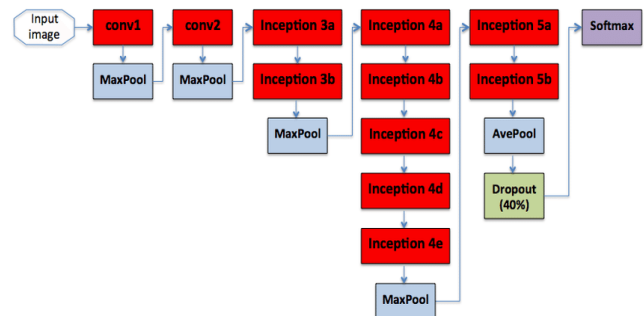 Input
image
conv1
MaxPool
conv2
MaxPool
Inception 3a
Inception 3b
MaxPool
Inception 4a
Inception 4b
Inception 4c
Inception 4d
Inception 4e
MaxPool
Inception 5a
Inception 5b
AvePool
Dropout
(40%)
Softmax